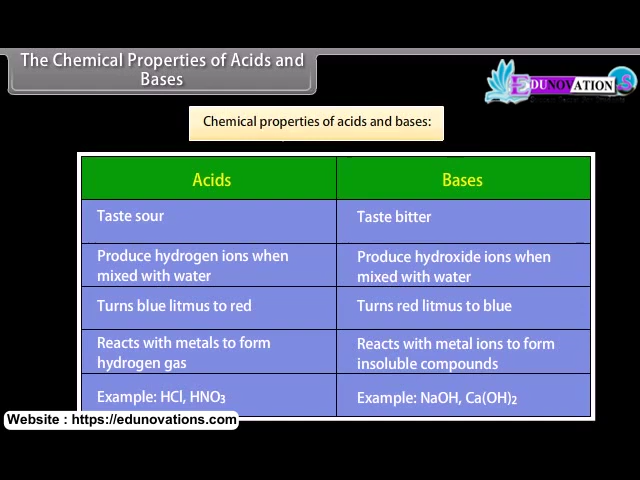 The Chemical Properties of Acids and
Bases
EDUNOVATIONS
Chemical properties of acids and bases:
Acids
Bases
Taste sour
Taste bitter
Produce hydrogen ions when
mixed with water
Produce hydroxide ions when
mixed with water
Turns blue litmus to red
Turns red litmus to blue
Reacts with metals to form
hydrogen gas
Reacts with metal ions to form
insoluble compounds
Example: HCl, HNO₃
Example: NaOH, Ca(OH)₂
Website : https://edunovations.com